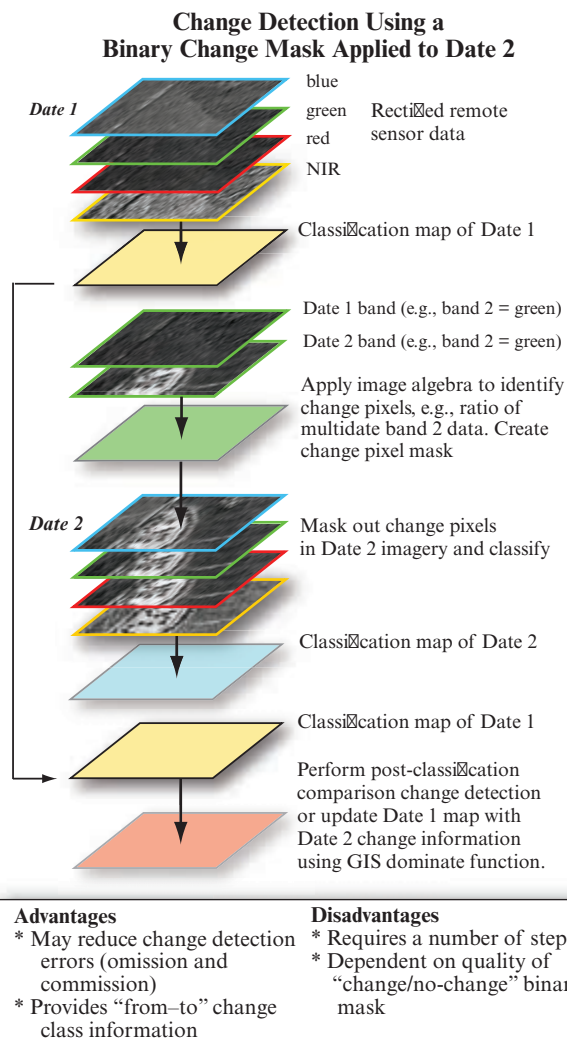 Change Detection Using a
Binary Change Mask Applied to Date 2
Date 1
blue
green
red
NIR
Recti☒ed remote
sensor data
Classi☒cation map of Date 1
Date 1 band (e.g., band 2 = green)
Date 2 band (e.g., band 2 = green)
Apply image algebra to identify
change pixels, e.g., ratio of
multidate band 2 data. Create
change pixel mask
Date 2
Mask out change pixels
in Date 2 imagery and classify
Classi☒cation map of Date 2
Classi☒cation map of Date 1
Perform post-classi☒cation
comparison change detection
or update Date 1 map with
Date 2 change information
using GIS dominate function.
Advantages
* May reduce change detection
errors (omission and
commission)
* Provides “from–to” change
class information
Disadvantages
* Requires a number of step
* Dependent on quality of
“change/no-change” binar
mask